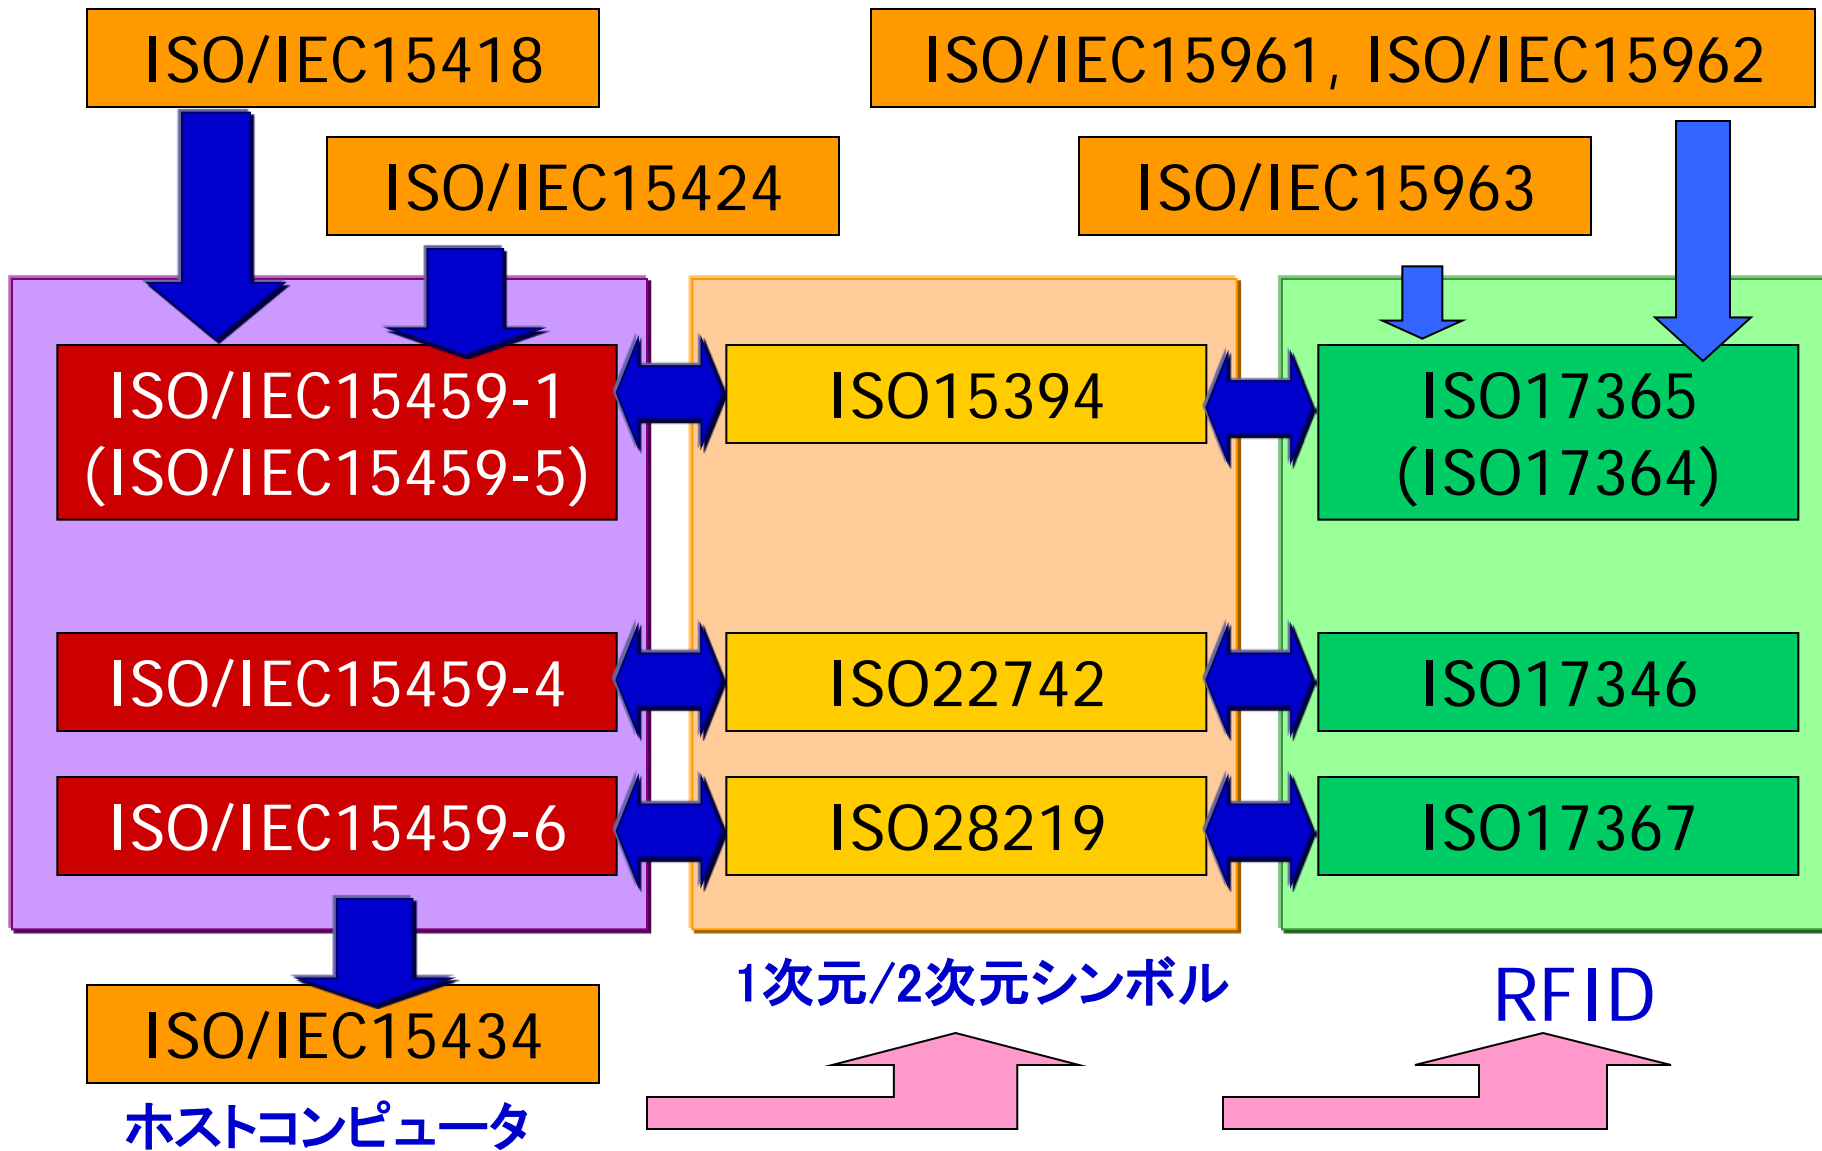 ISO/IEC15418
ISO/IEC15961, ISO/IEC15962
ISO/IEC15424
ISO/IEC15963
ISO/IEC15459-1
(ISO/IEC15459-5)
ISO15394
ISO17365
(ISO17364)
ISO/IEC15459-4
ISO22742
ISO17346
ISO/IEC15459-6
ISO28219
ISO17367
1次元/2次元シンボル
RFID
ISO/IEC15434
ホストコンピュータ